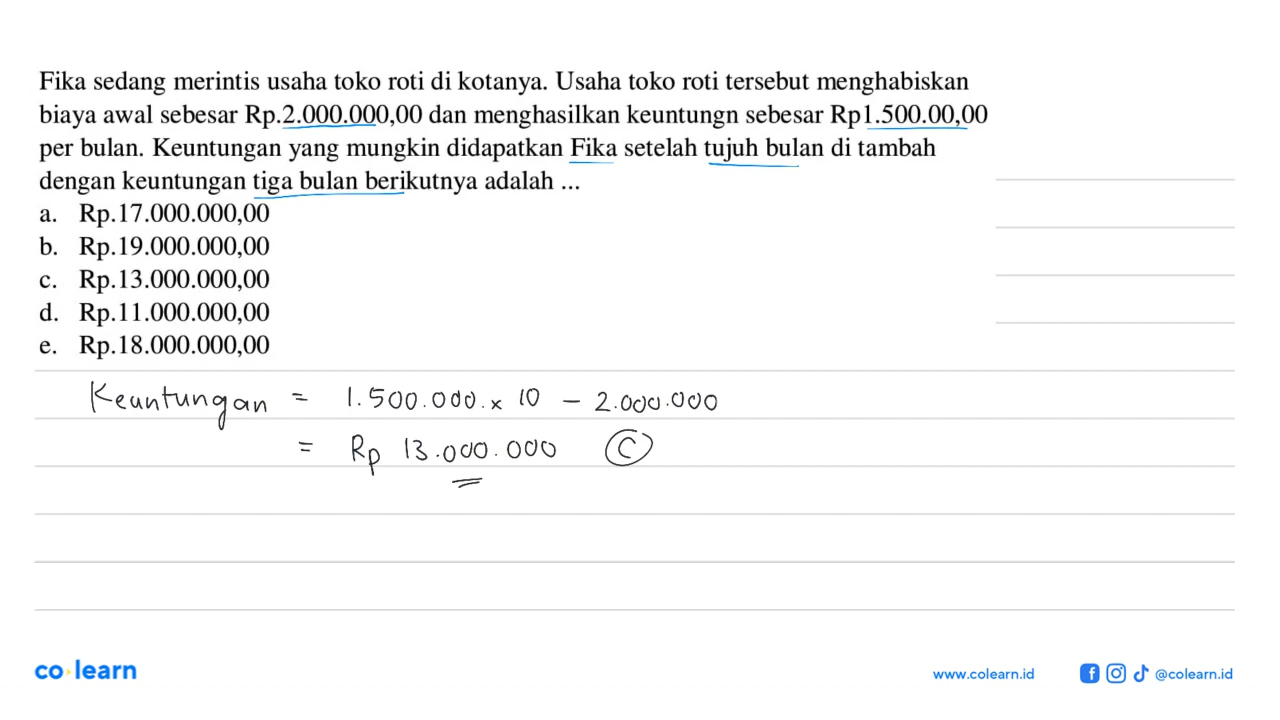 Fika sedang merintis usaha toko roti di kotanya. Usaha toko roti tersebut menghabiskan
biaya awal sebesar Rp.2.000.000,00 dan menghasilkan keuntungn sebesar Rp1.500.00,00
per bulan. Keuntungan yang mungkin didapatkan Fika setelah tujuh bulan di tambah
dengan keuntungan tiga bulan berikutnya adalah ...
a. Rp.17.000.000,00
b. Rp.19.000.000,00
c. Rp.13.000.000,00
d. Rp.11.000.000,00
e. Rp.18.000.000,00
Keuntungan = 1.500.000. x 10 - 2.000.000
= Rp 13.000.000 C
co learn
www.colearn.id @colearn.id